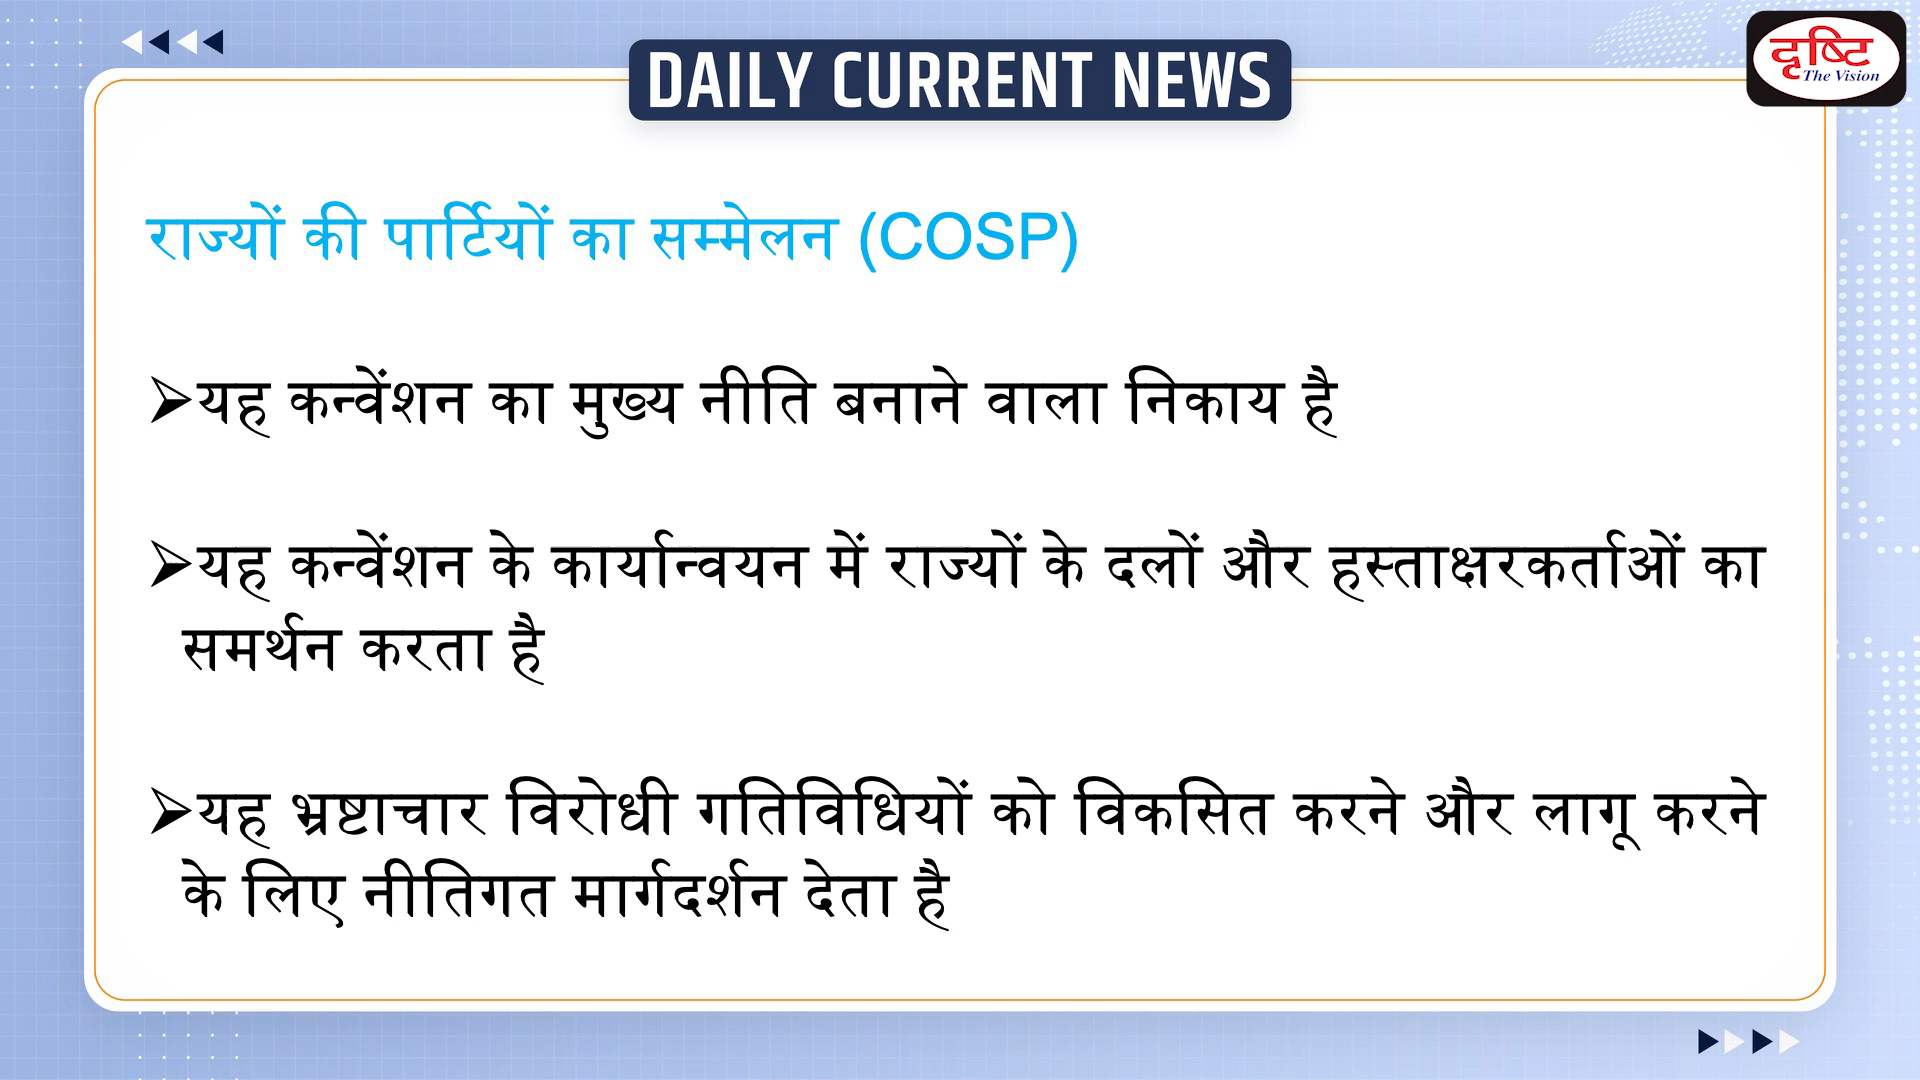 DAILY CURRENT NEWS
दृष्टि
The Vision
राज्यों की पार्टियों का सम्मेलन (COSP)
➢यह कन्वेंशन का मुख्य नीति बनाने वाला निकाय है
➢यह कन्वेंशन के कार्यान्वयन में राज्यों के दलों और हस्ताक्षरकर्ताओं का
समर्थन करता है
➢यह भ्रष्टाचार विरोधी गतिविधियों को विकसित करने और लागू करने
के लिए नीतिगत मार्गदर्शन देता है